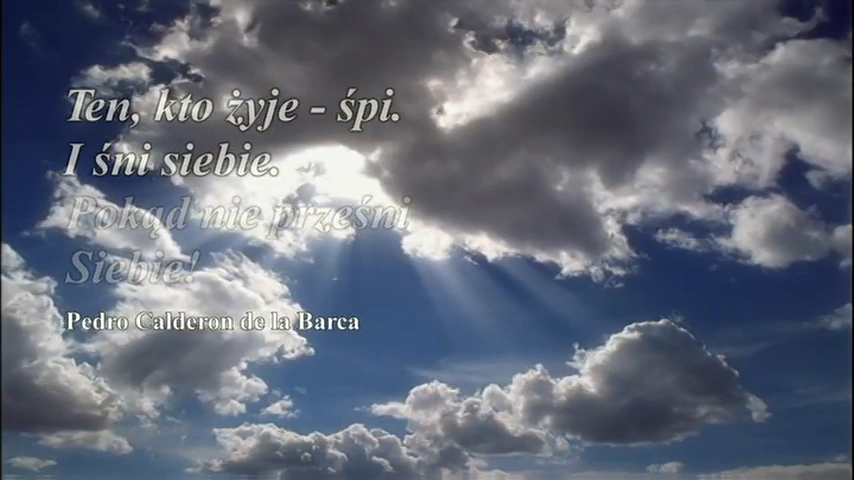 Ten, kto żyje - śpi.
I śni siebie.
Pokąd nie prześni
Siebie!
Pedro Calderon de la Barca